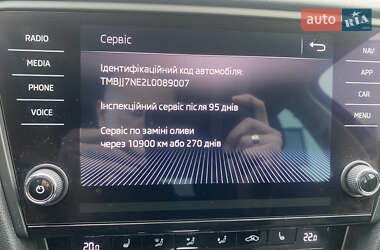 auto RIA
RADIO
MEDIA
PHONE
VOICE
Сервіс
Ідентифікаційний код автомобіля:
TMBJJ7NE2L0089007
Інспекційний сервіс після 95 днів
Сервіс по заміні оливи
через 10900 км або 270 днів
NAV
APP
CAR
MENU
20.0
22.0